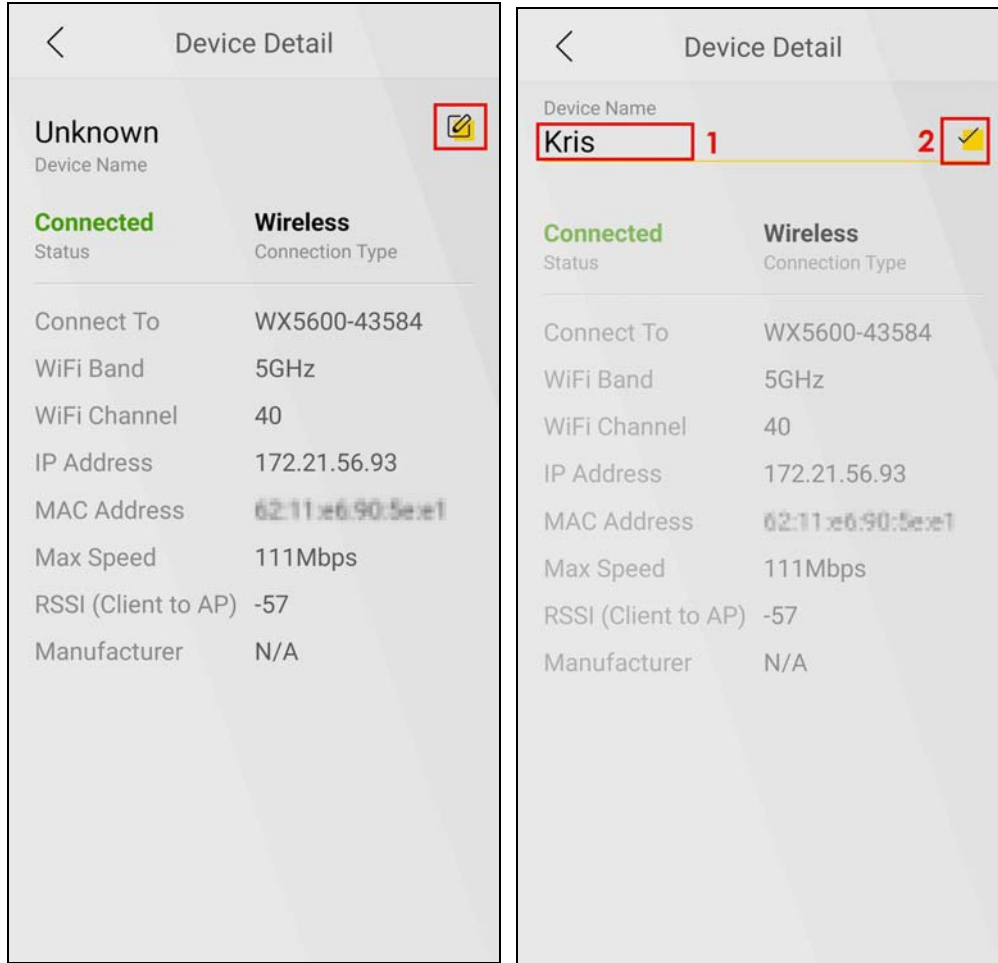 Device Detail
Unknown
Device Name
Connected Wireless
Status Connection Type
Connect To WX5600-43584
WiFi Band 5GHz
WiFi Channel 40
IP Address 172.21.56.93
MAC Address
Max Speed 111Mbps
RSSI (Client to AP) -57
Manufacturer N/A
Device Detail
Device Name
Kris 1 2
Connected Wireless
Status Connection Type
Connect To WX5600-43584
WiFi Band 5GHz
WiFi Channel 40
IP Address 172.21.56.93
MAC Address
Max Speed 111Mbps
RSSI (Client to AP) -57
Manufacturer N/A